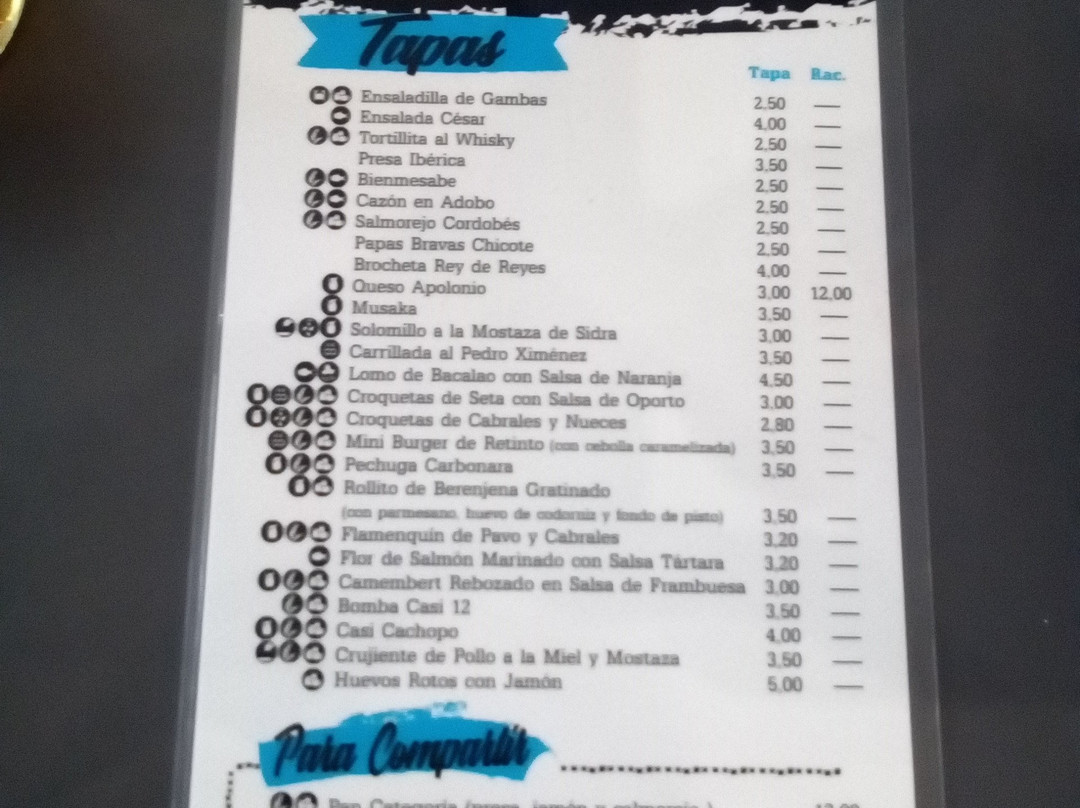 Tapas
Tapa Rac.
Ensaladilla de Gambas 2,50 —
Ensalada César 4,00 —
Tortillita al Whisky 2,50 —
Presa Ibérica 3,50 —
Bienmesabe 2,50 —
Cazón en Adobo 2,50 —
Salmorejo Cordobés 2,50 —
Papas Bravas Chicote 2,50 —
Brocheta Rey de Reyes 4,00 —
Queso Apolonio 3,00 12,00
Musaka 3,50 —
Solomillo a la Mostaza de Sidra 3,00 —
Carrillada al Pedro Ximénez 3,50 —
Lomo de Bacalao con Salsa de Naranja 4,50 —
Croquetas de Seta con Salsa de Oporto 3,00 —
Croquetas de Cabrales y Nueces 2,80 —
Mini Burger de Retinto (con cebolla caramelizada) 3,50 —
Pechuga Carbonara 3,50 —
Rollito de Berenjena Gratinado
(con parmesano, huevo de codorniz y fondo de pisto) 3,50 —
Flamenquín de Pavo y Cabrales 3,20 —
Flor de Salmón Marinado con Salsa Tártara 3,20 —
Camembert Rebozado en Salsa de Frambuesa 3,00 —
Bomba Casi 12 3,50 —
Casi Cachopo 4,00 —
Crujiente de Pollo a la Miel y Mostaza 3,50 —
Huevos Rotos con Jamón 5,00 —
Para Compartir
Pan Categoría (presa, jamón y salmorejo )